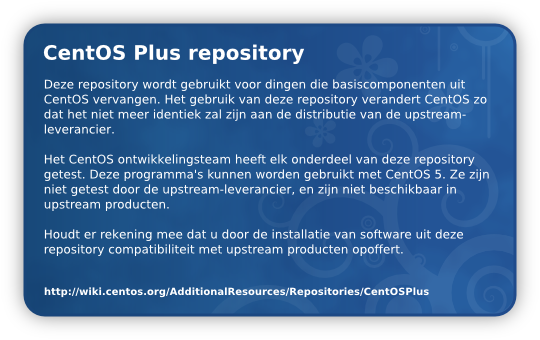 CentOS Plus repository
Deze repository wordt gebruikt voor dingen die basiscomponenten uit
CentOS vervangen. Het gebruik van deze repository verandert CentOS zo
dat het niet meer identiek zal zijn aan de distributie van de upstream-
leverancier.
Het CentOS ontwikkelingsteam heeft elk onderdeel van deze repository
getest. Deze programma's kunnen worden gebruikt met CentOS 5. Ze zijn
niet getest door de upstream-leverancier, en zijn niet beschikbaar in
upstream producten.
Houdt er rekening mee dat u door de installatie van software uit deze
repository compatibiliteit met upstream producten opoffert.
http://wiki.centos.org/AdditionalResources/Repositories/CentOSPlus